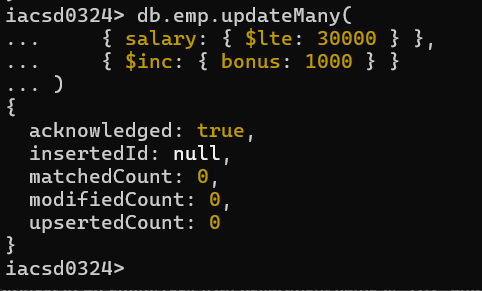 iacsd0324> db.emp.updateMany(
...     { salary: { $lte: 30000 } },
...     { $inc: { bonus: 1000 } }
... )
{
  acknowledged: true,
  insertedId: null,
  matchedCount: 0,
  modifiedCount: 0,
  upsertedCount: 0
}
iacsd0324>